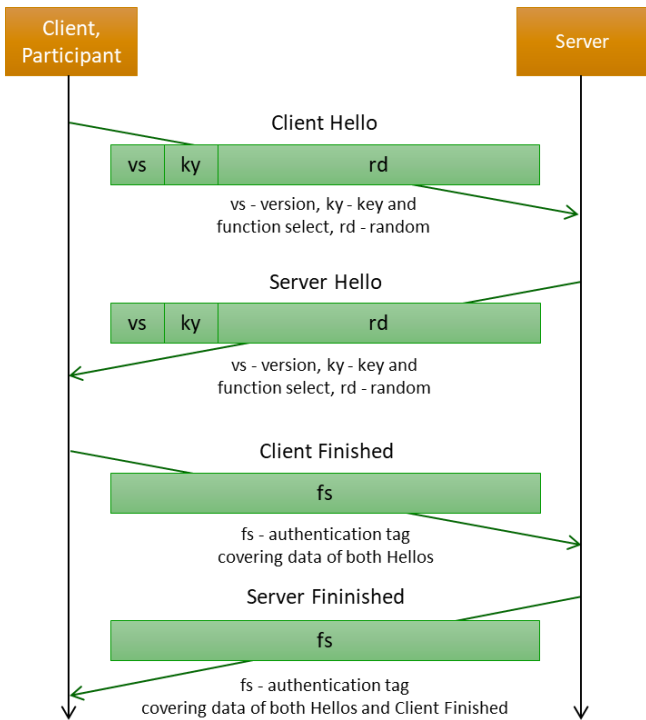 Client,
Participant
Server
Client Hello
vs ky rd
vs - version, ky - key and
function select, rd - random
Server Hello
vs ky rd
vs - version, ky - key and
function select, rd - random
Client Finished
fs
fs - authentication tag
covering data of both Hellos
Server Fininished
fs
fs - authentication tag
covering data of both Hellos and Client Finished